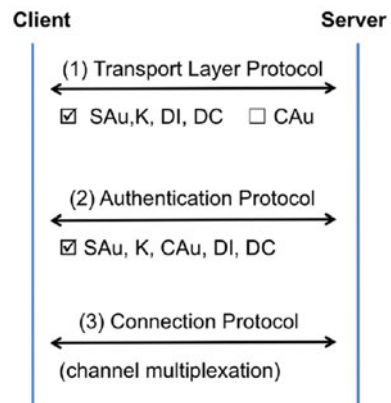 Client Server
(1) Transport Layer Protocol
☑ SAu,K, DI, DC ☐ CAu
(2) Authentication Protocol
☑ SAu, K, CAu, DI, DC
(3) Connection Protocol
(channel multiplexation)